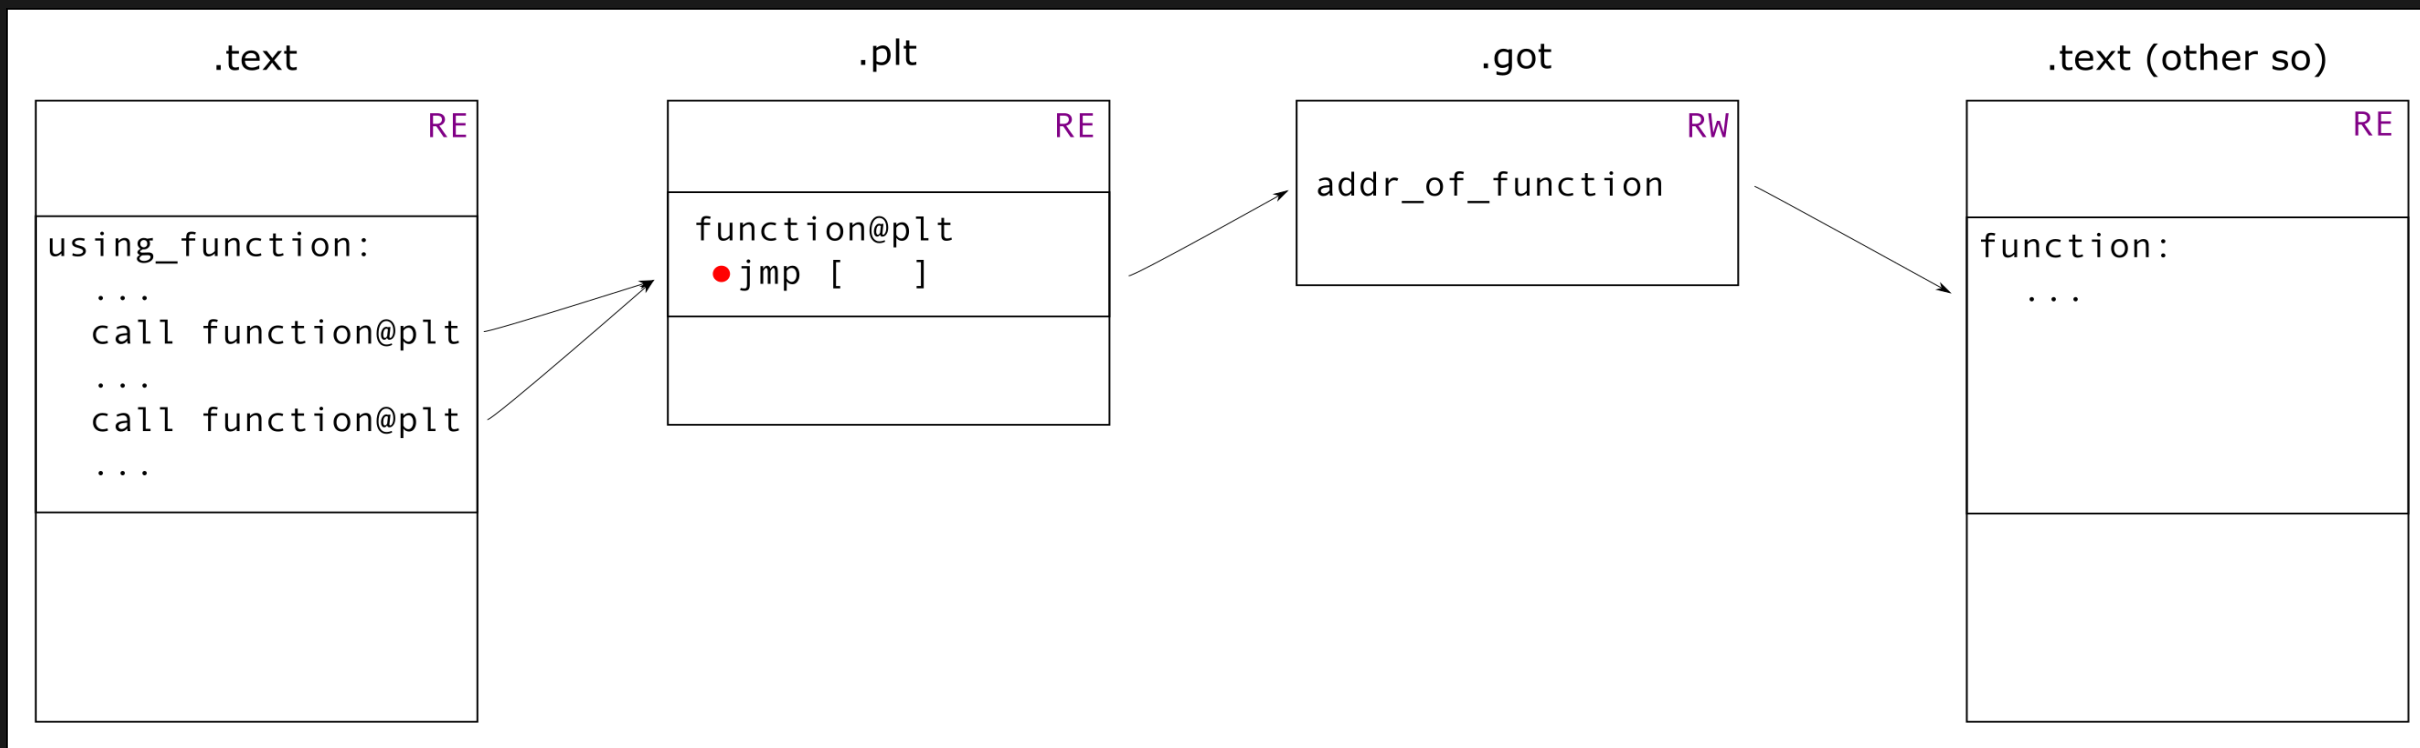 .text
RE
using_function:
...
call function@plt
...
call function@plt
...
.plt
RE
function@plt
jmp [   ]
.got
RW
addr_of_function
.text (other so)
RE
function:
...